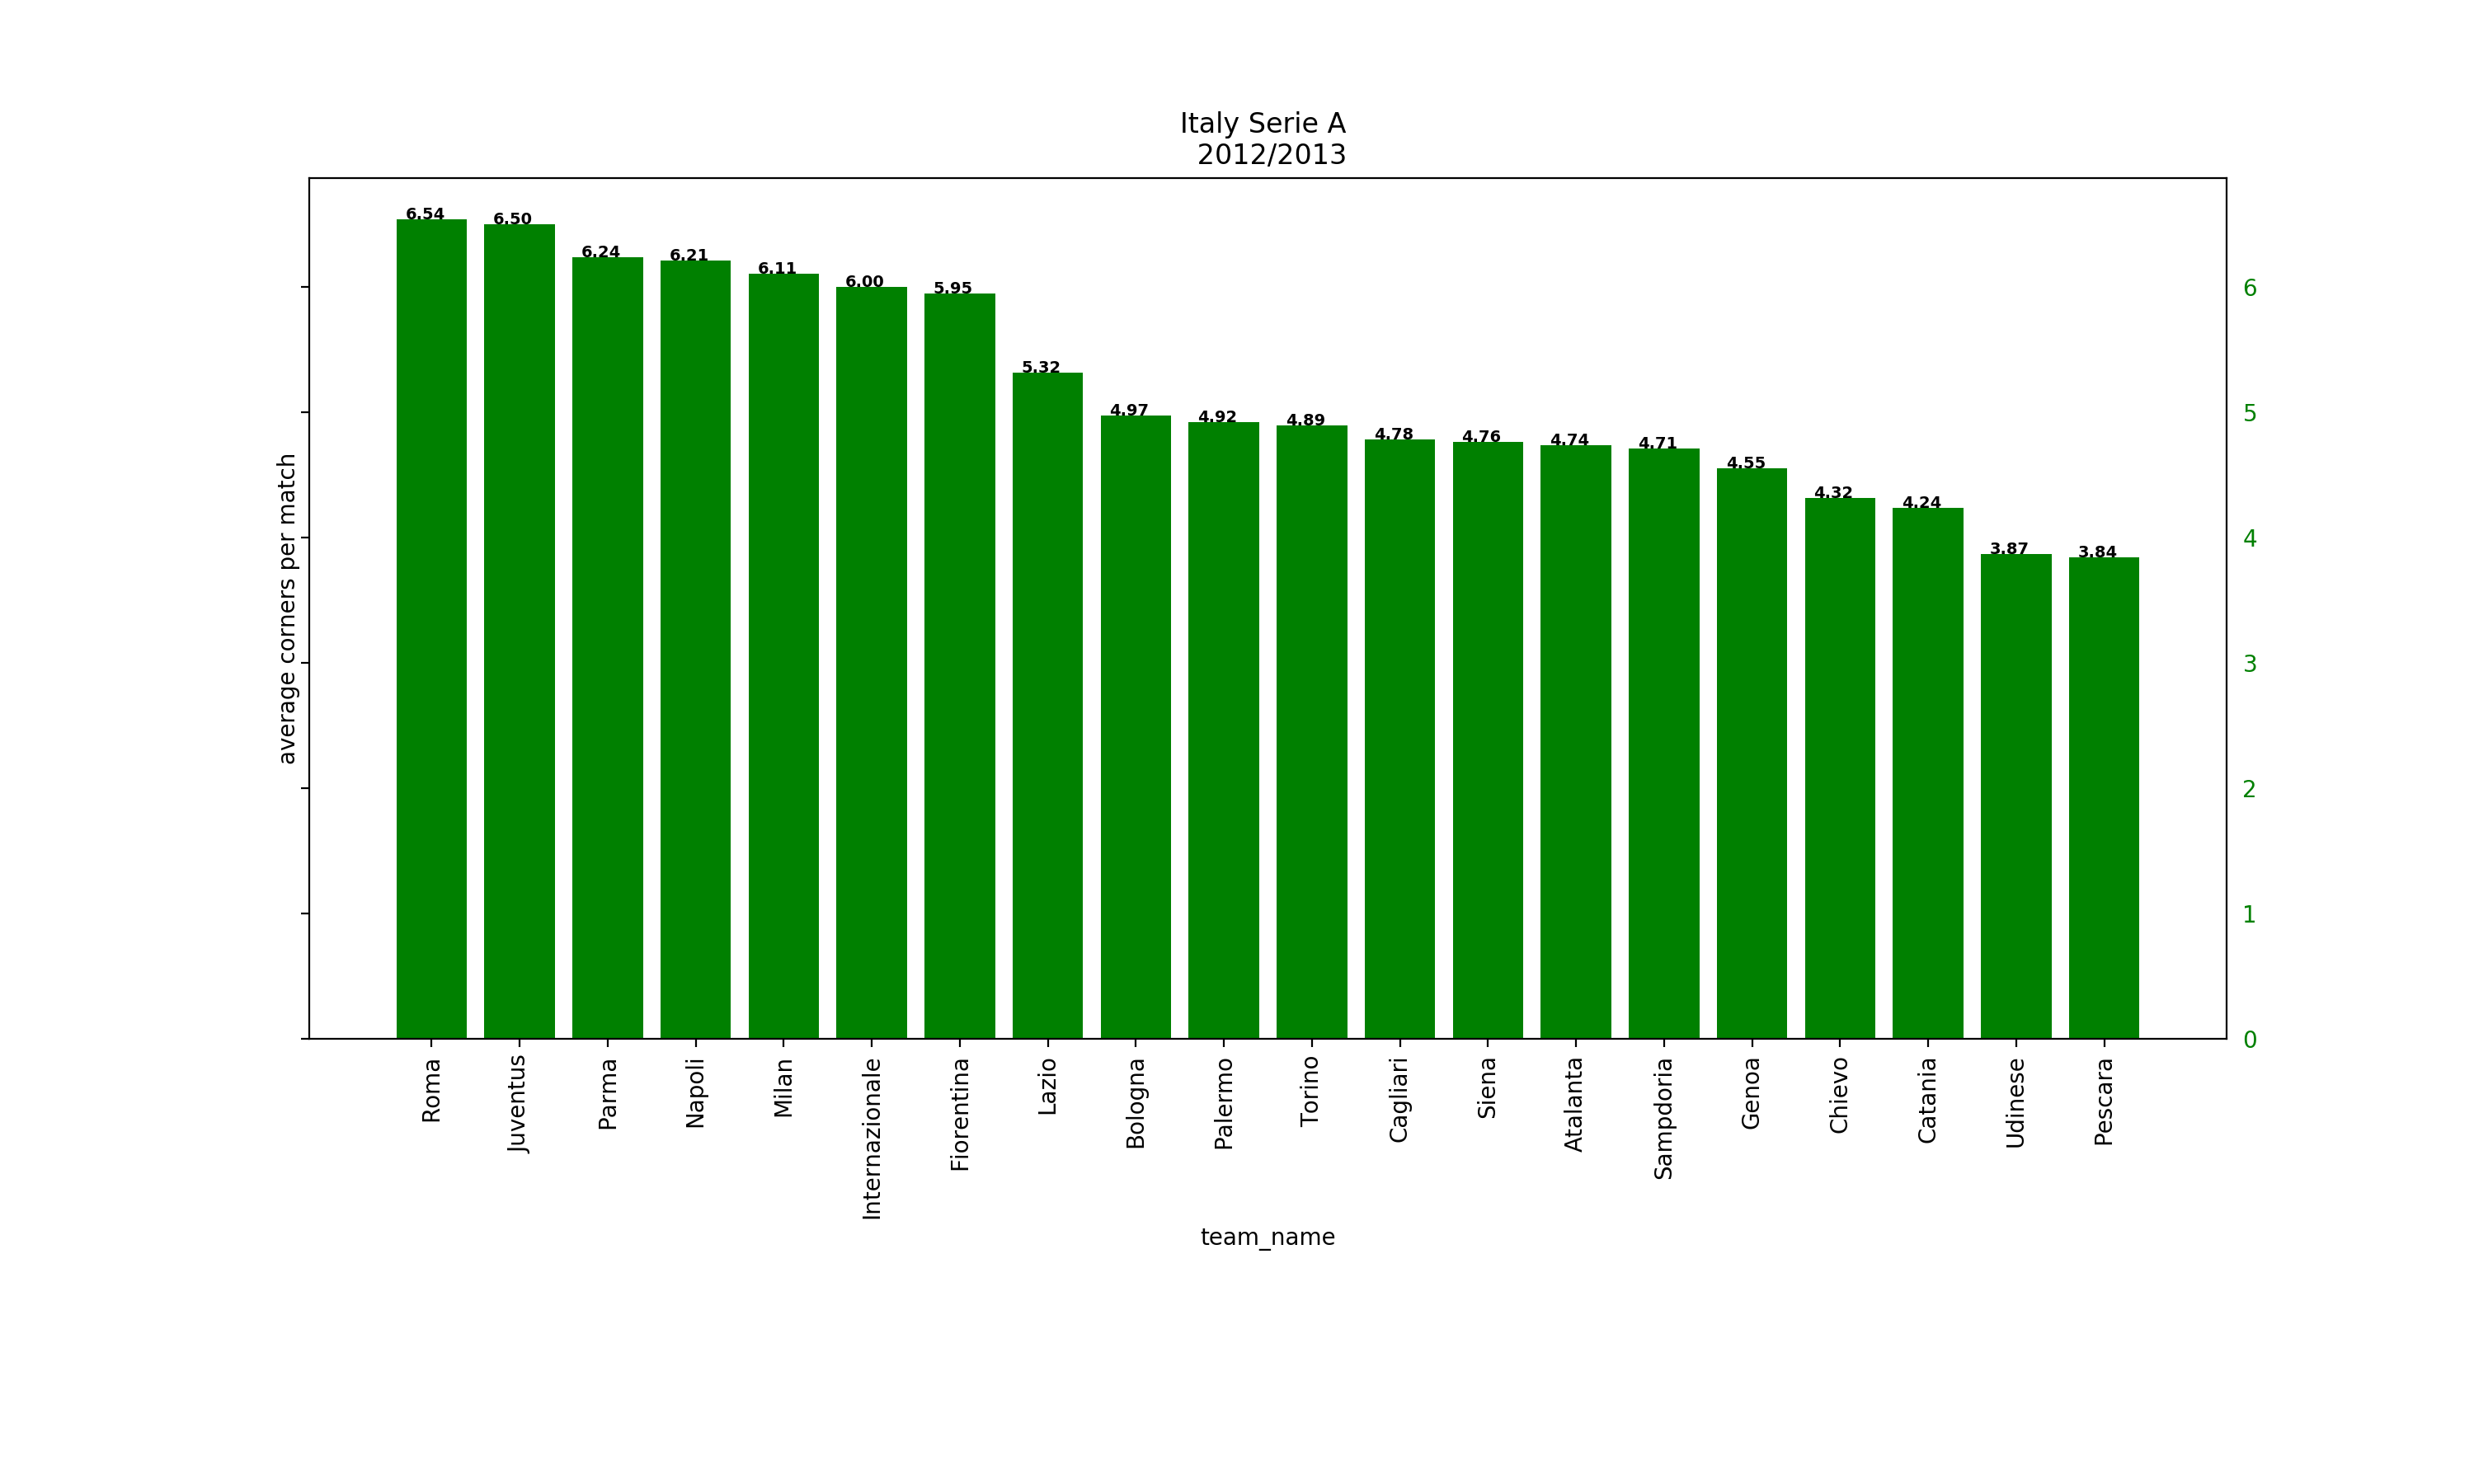 Italy Serie A
2012/2013
6.54
6.50
6.24
6.21
6.11
6.00
5.95
5.32
4.97
4.92
4.89
4.78
4.76
4.74
4.71
4.55
4.32
4.24
3.87
3.84
average corners per match
6
5
4
3
2
1
0
Roma
Juventus
Parma
Napoli
Milan
Internazionale
Fiorentina
Lazio
Bologna
Palermo
Torino
Cagliari
Siena
Atalanta
Sampdoria
Genoa
Chievo
Catania
Udinese
Pescara
team_name